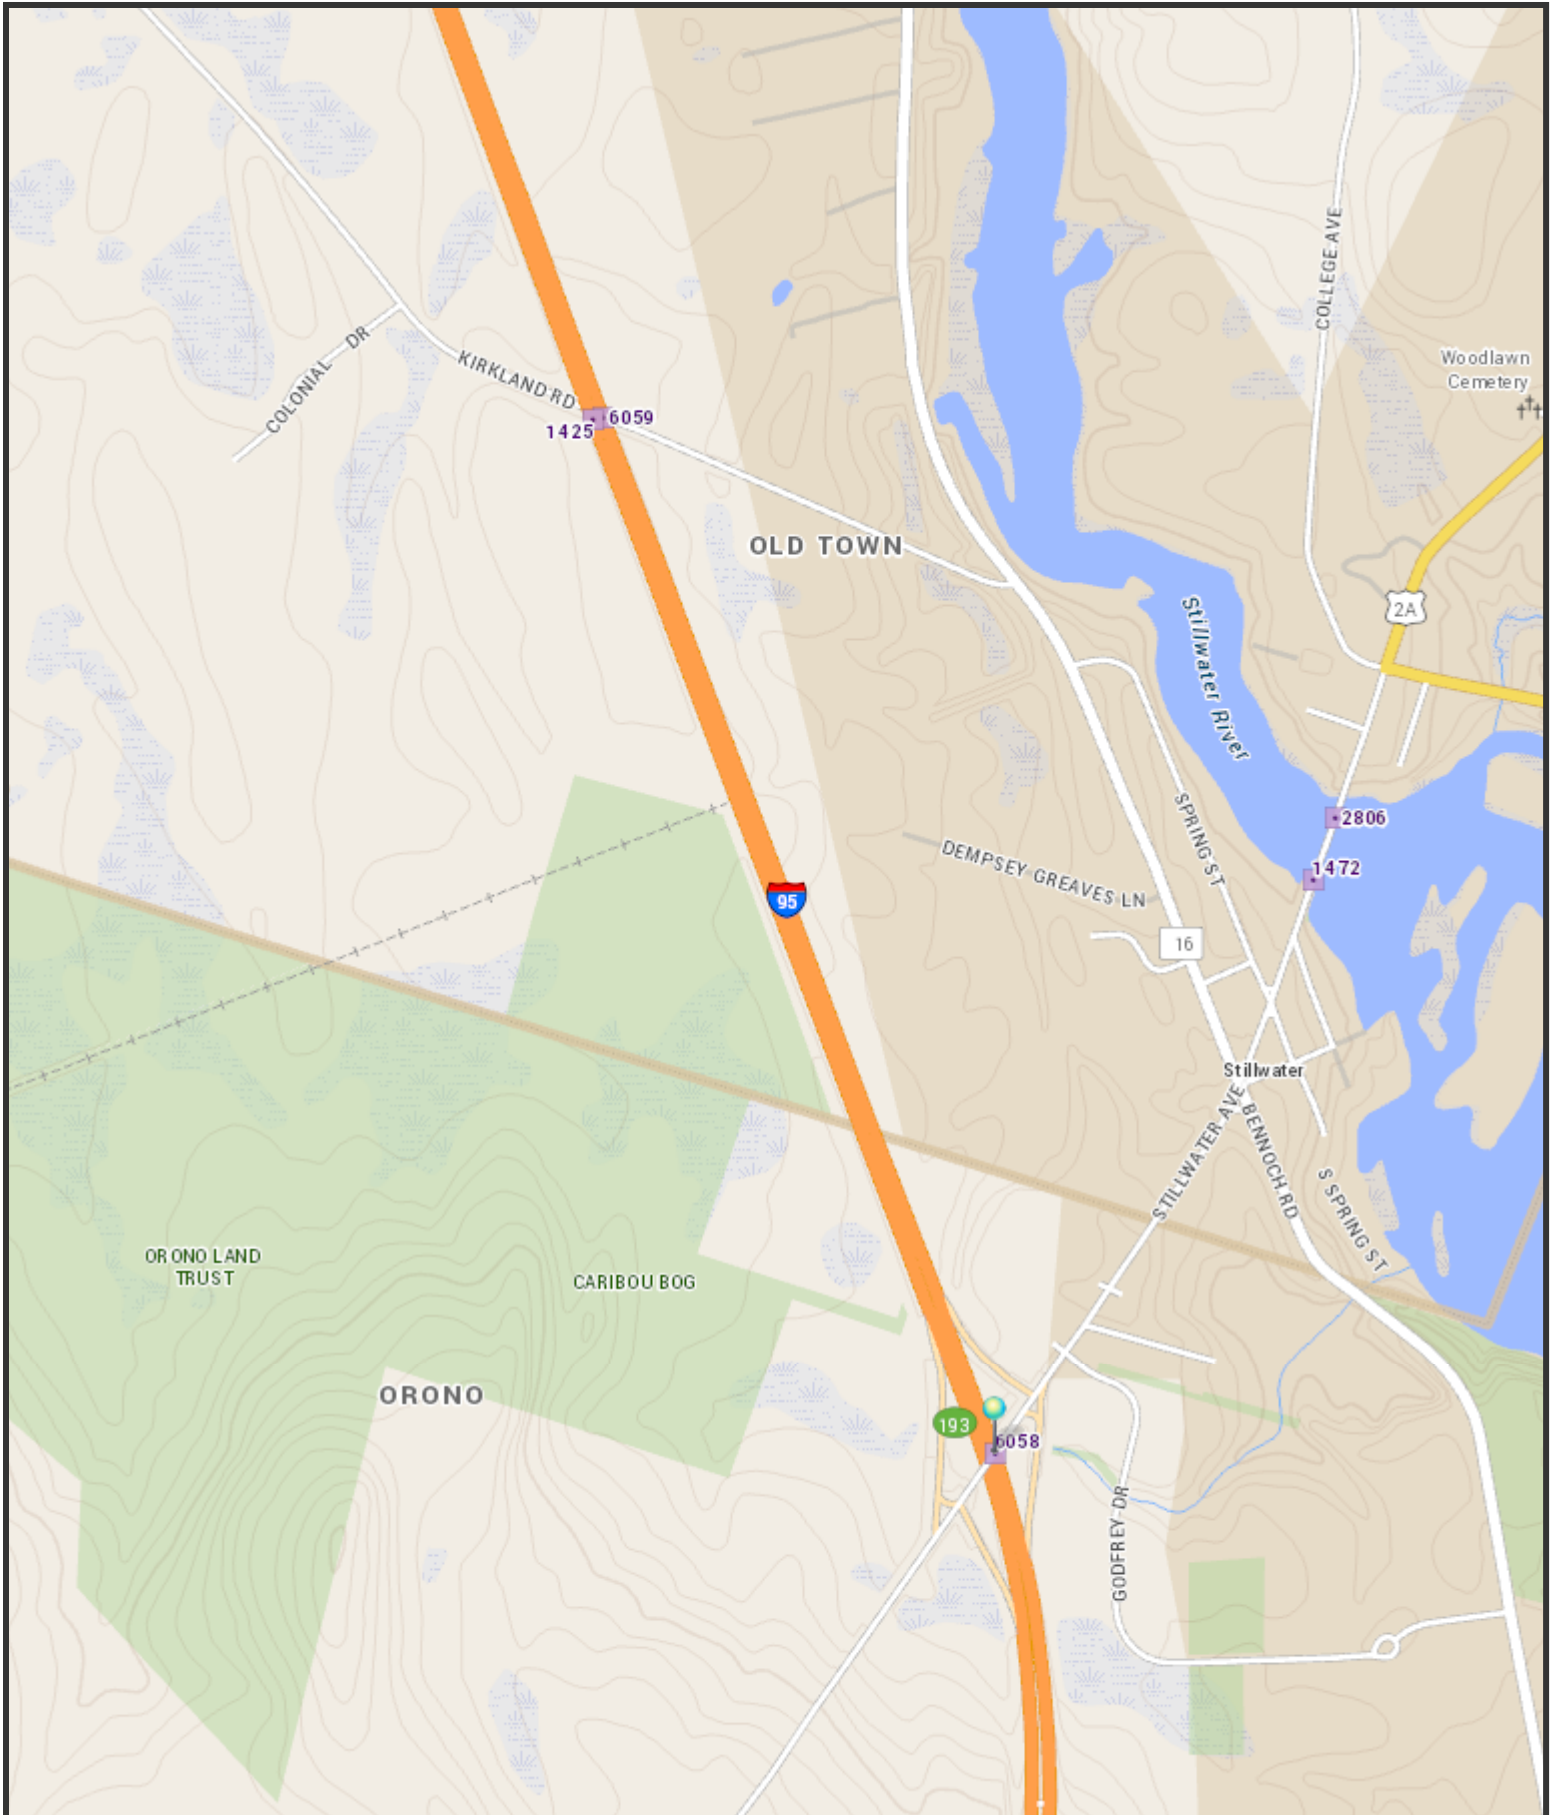 COLLEGE AVE
COLONIAL DR
KIRKLAND RD
Woodlawn
Cemetery
6059
1425
OLD TOWN
2A
Stillwater River
SPRING ST
2806
DEMPSEY GREAVES LN
1472
95
16
Stillwater
STILLWATER AVE
BENNOCH RD
S SPRING ST
ORONO LAND
TRUST
CARIBOU BOG
ORONO
193
6058
GODFREY DR